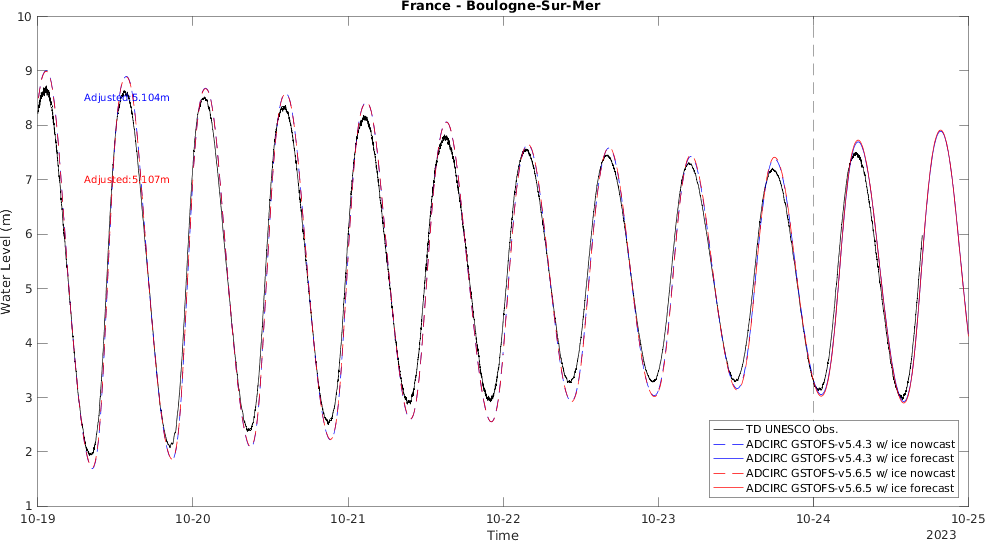 France - Boulogne-Sur-Mer
10
9
8
7
6
5
4
3
2
1
Water Level (m)
Adjusted:5.104m
Adjusted:5.107m
TD UNESCO Obs.
ADCIRC GSTOFS-v5.4.3 w/ ice nowcast
ADCIRC GSTOFS-v5.4.3 w/ ice forecast
ADCIRC GSTOFS-v5.6.5 w/ ice nowcast
ADCIRC GSTOFS-v5.6.5 w/ ice forecast
10-19 10-20 10-21 10-22 10-23 10-24 10-25
Time
2023